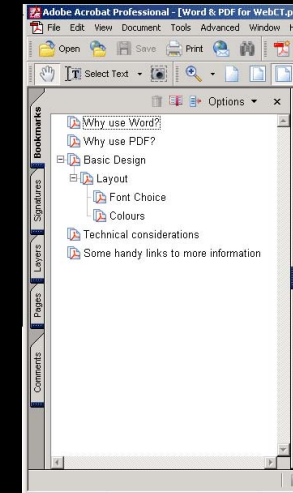 Adobe Acrobat Professional - [Word & PDF for WebCT.p
File Edit View Document Tools Advanced Window H
Open Save Print
Select Text
Options
Bookmarks
Why use Word?
Why use PDF?
Basic Design
Layout
Font Choice
Colours
Technical considerations
Some handy links to more information
Signatures
Layers
Pages
Comments